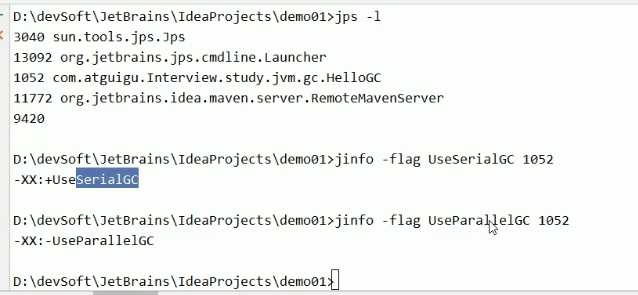 D:\devSoft\JetBrains\IdeaProjects\demo01>jps -l
3040 sun.tools.jps.Jps
13092 org.jetbrains.jps.cmdline.Launcher
1052 com.atguigu.Interview.study.jvm.gc.HelloGC
11772 org.jetbrains.idea.maven.server.RemoteMavenServer
9420
D:\devSoft\JetBrains\IdeaProjects\demo01>jinfo -flag UseSerialGC 1052
-XX:+UseSerialGC
D:\devSoft\JetBrains\IdeaProjects\demo01>jinfo -flag UseParallelGC 1052
-XX:-UseParallelGC
D:\devSoft\JetBrains\IdeaProjects\demo01>